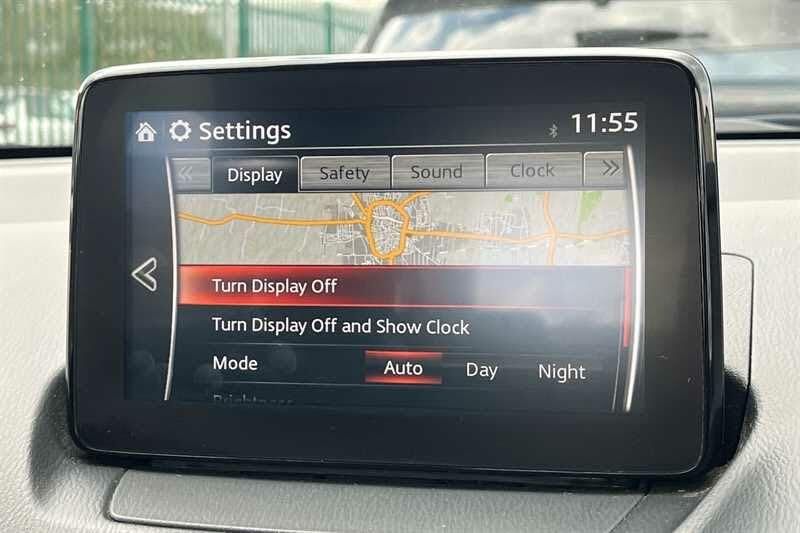 Settings 11:55
Display Safety Sound Clock
Turn Display Off
Turn Display Off and Show Clock
Mode Auto Day Night
Brightness